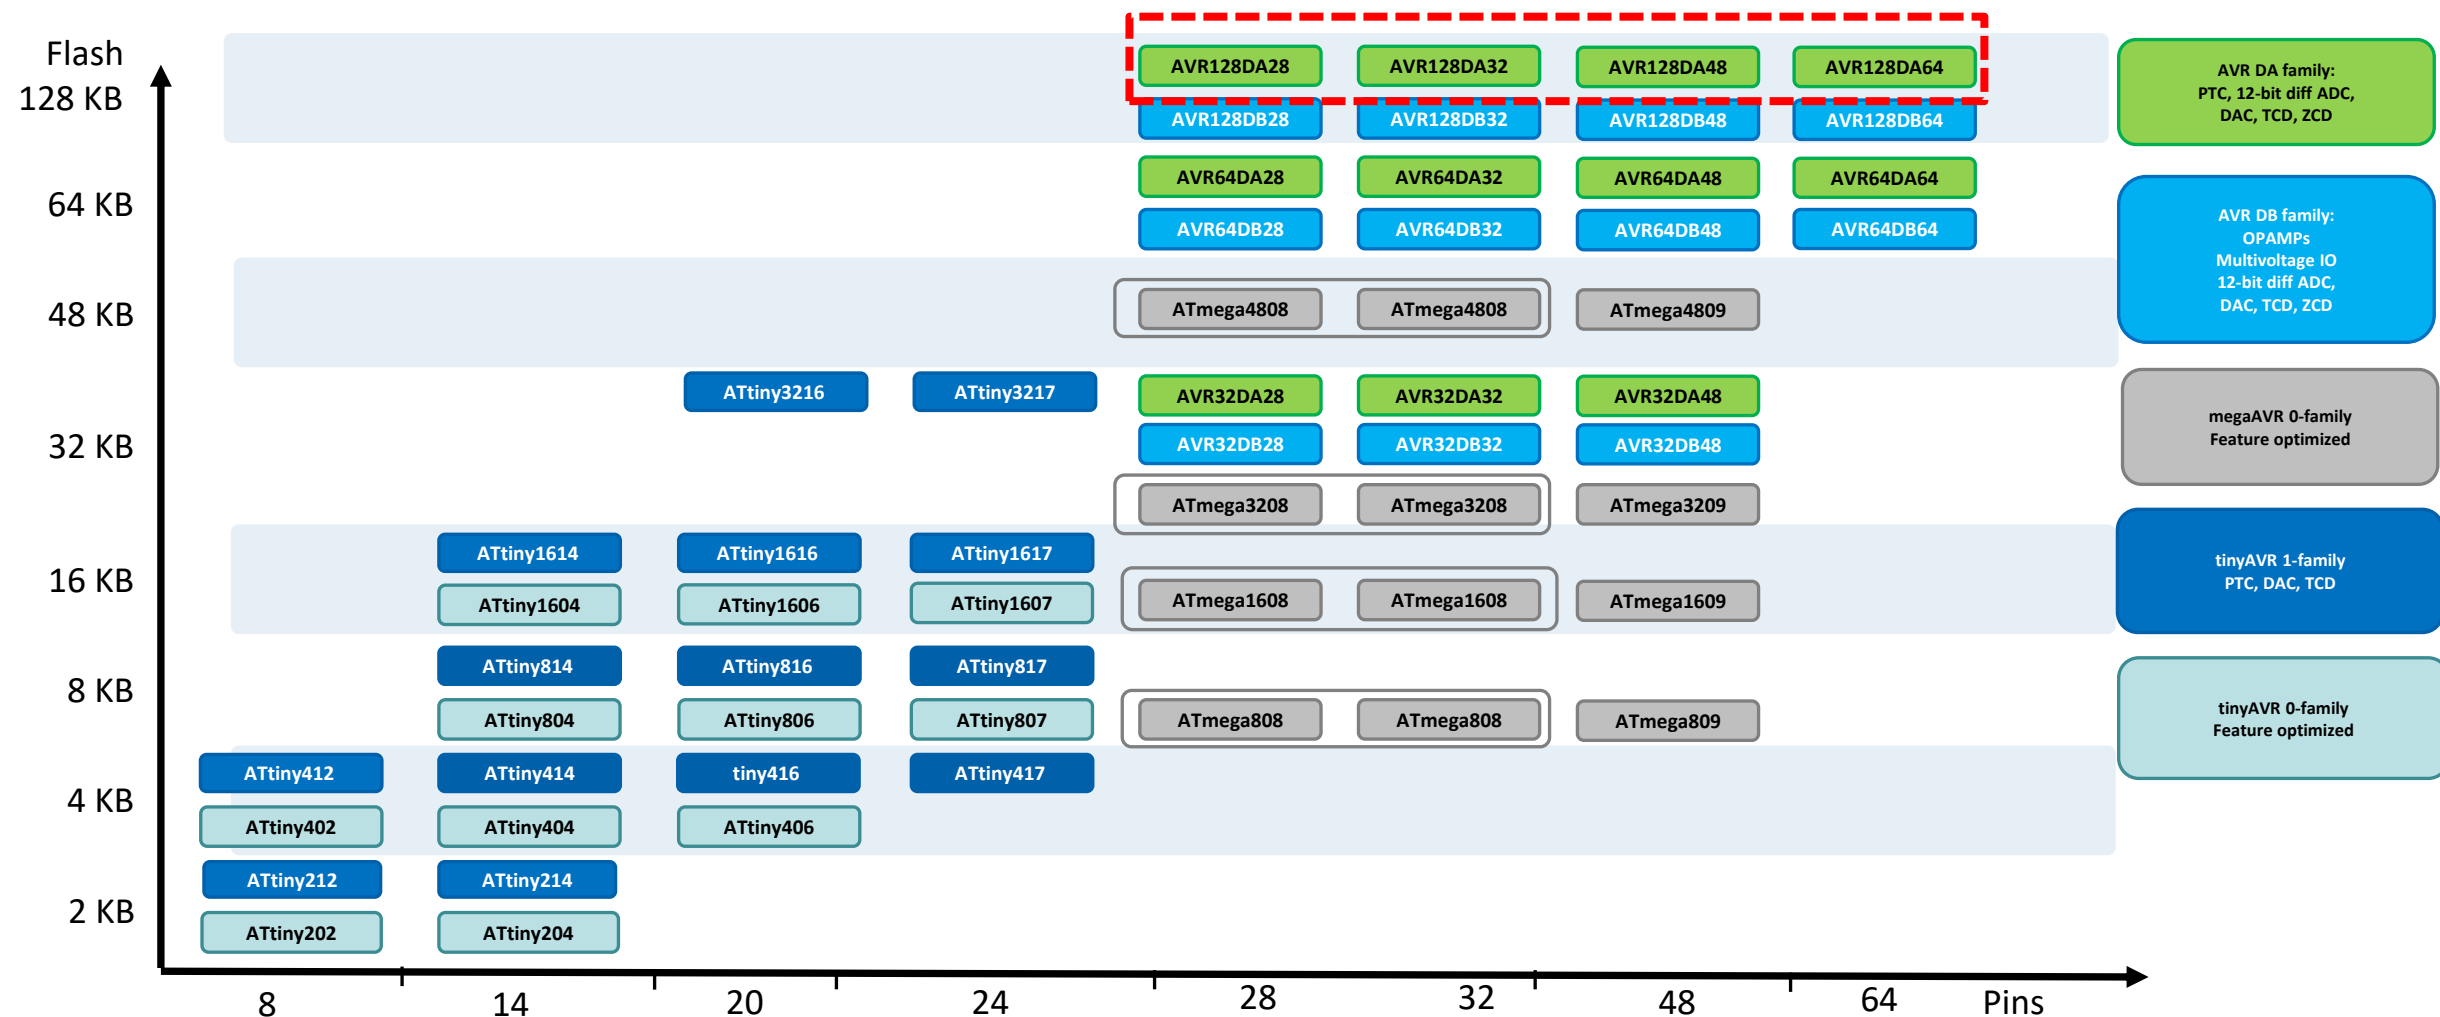 Flash
128 KB
AVR128DA28 AVR128DA32 AVR128DA48 AVR128DA64
AVR128DB28 AVR128DB32 AVR128DB48 AVR128DB64
64 KB
AVR64DA28 AVR64DA32 AVR64DA48 AVR64DA64
AVR64DB28 AVR64DB32 AVR64DB48 AVR64DB64
48 KB
ATmega4808 ATmega4808 ATmega4809
32 KB
ATtiny3216 ATtiny3217 AVR32DA28 AVR32DA32 AVR32DA48
AVR32DB28 AVR32DB32 AVR32DB48
ATmega3208 ATmega3208 ATmega3209
16 KB
ATtiny1614 ATtiny1616 ATtiny1617
ATtiny1604 ATtiny1606 ATtiny1607 ATmega1608 ATmega1608 ATmega1609
8 KB
ATtiny814 ATtiny816 ATtiny817
ATtiny804 ATtiny806 ATtiny807 ATmega808 ATmega808 ATmega809
4 KB
ATtiny412 ATtiny414 tiny416 ATtiny417
ATtiny402 ATtiny404 ATtiny406
2 KB
ATtiny212 ATtiny214
ATtiny202 ATtiny204
8 14 20 24 28 32 48 64 Pins
AVR DA family:
PTC, 12-bit diff ADC,
DAC, TCD, ZCD
AVR DB family:
OPAMPs
Multivoltage IO
12-bit diff ADC,
DAC, TCD, ZCD
megaAVR 0-family
Feature optimized
tinyAVR 1-family
PTC, DAC, TCD
tinyAVR 0-family
Feature optimized